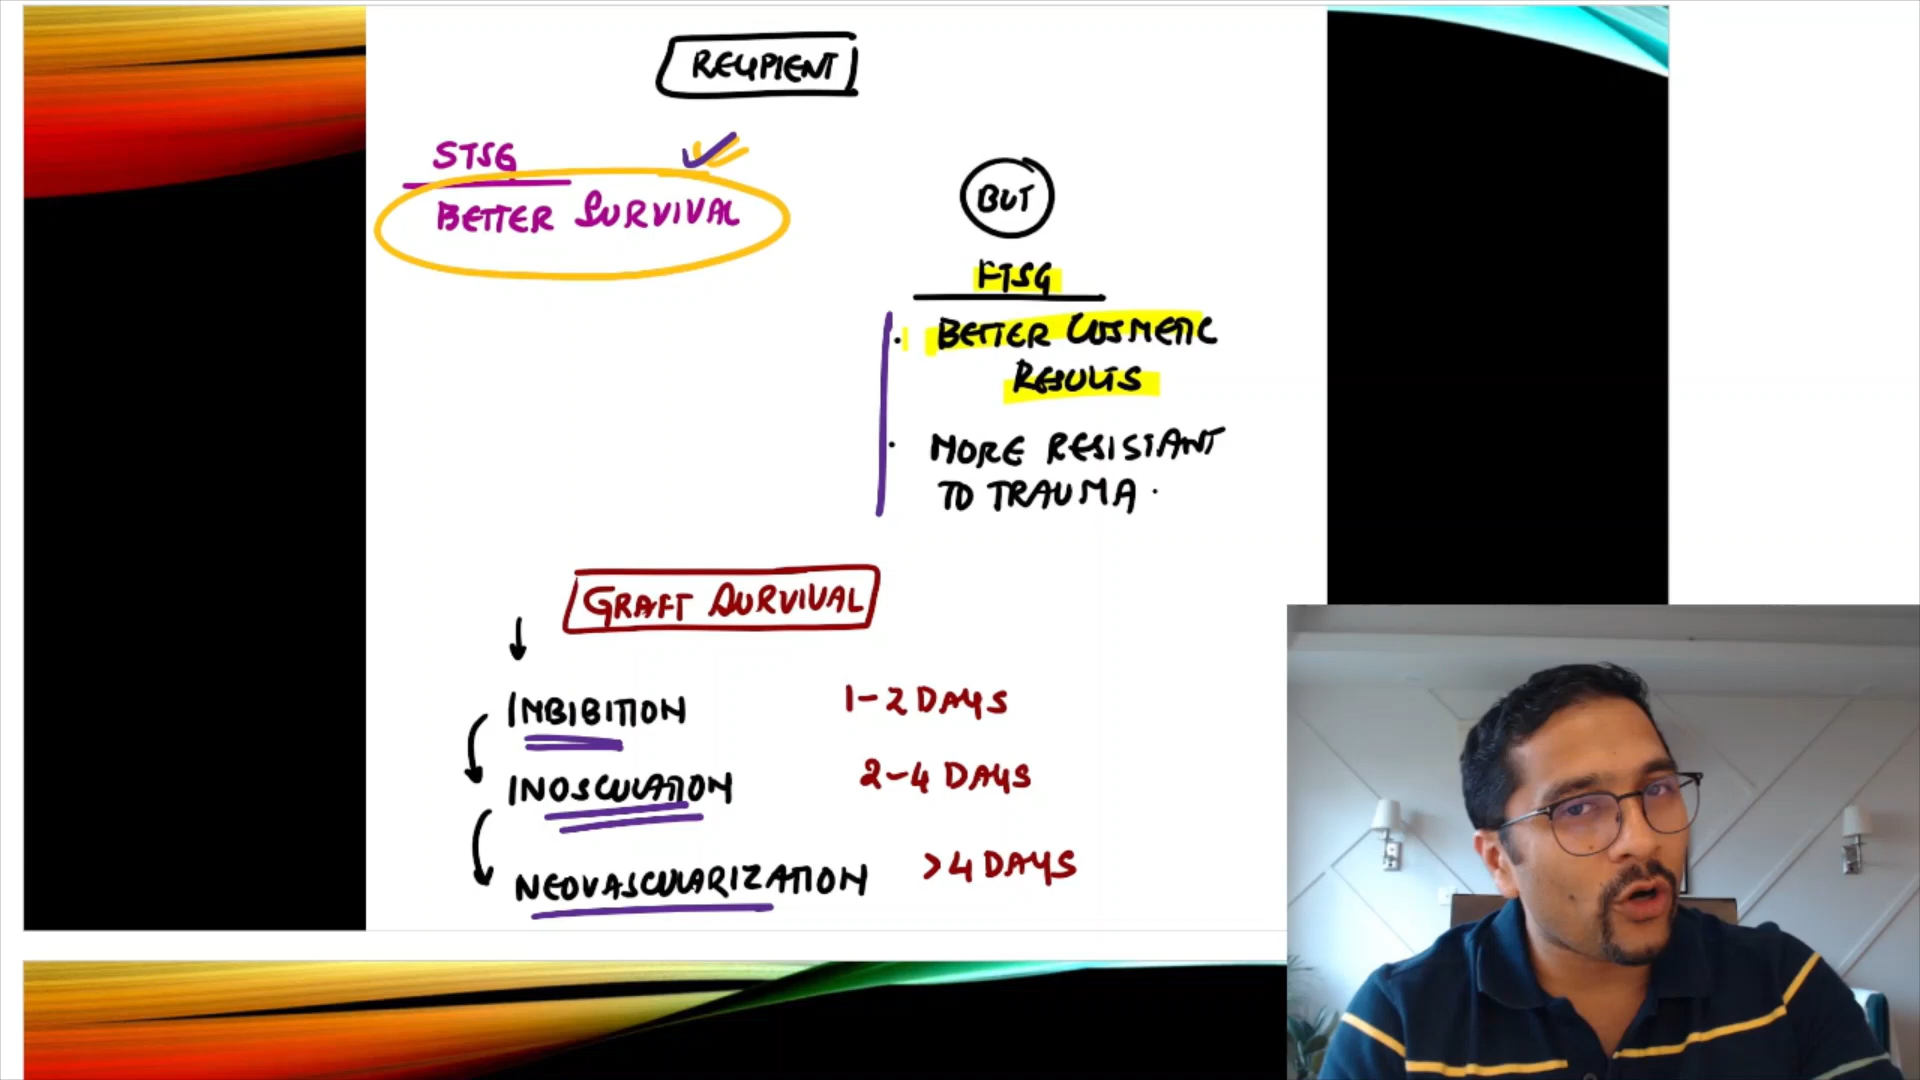 RECIPIENT
STSG
BETTER SURVIVAL
BUT
FTSG
· BETTER COSMETIC
RESULTS
· MORE RESISTANT
TO TRAUMA ·
GRAFT SURVIVAL
IMBIBITION 1-2 DAYS
INOSCULATION 2-4 DAYS
NEOVASCULARIZATION >4 DAYS